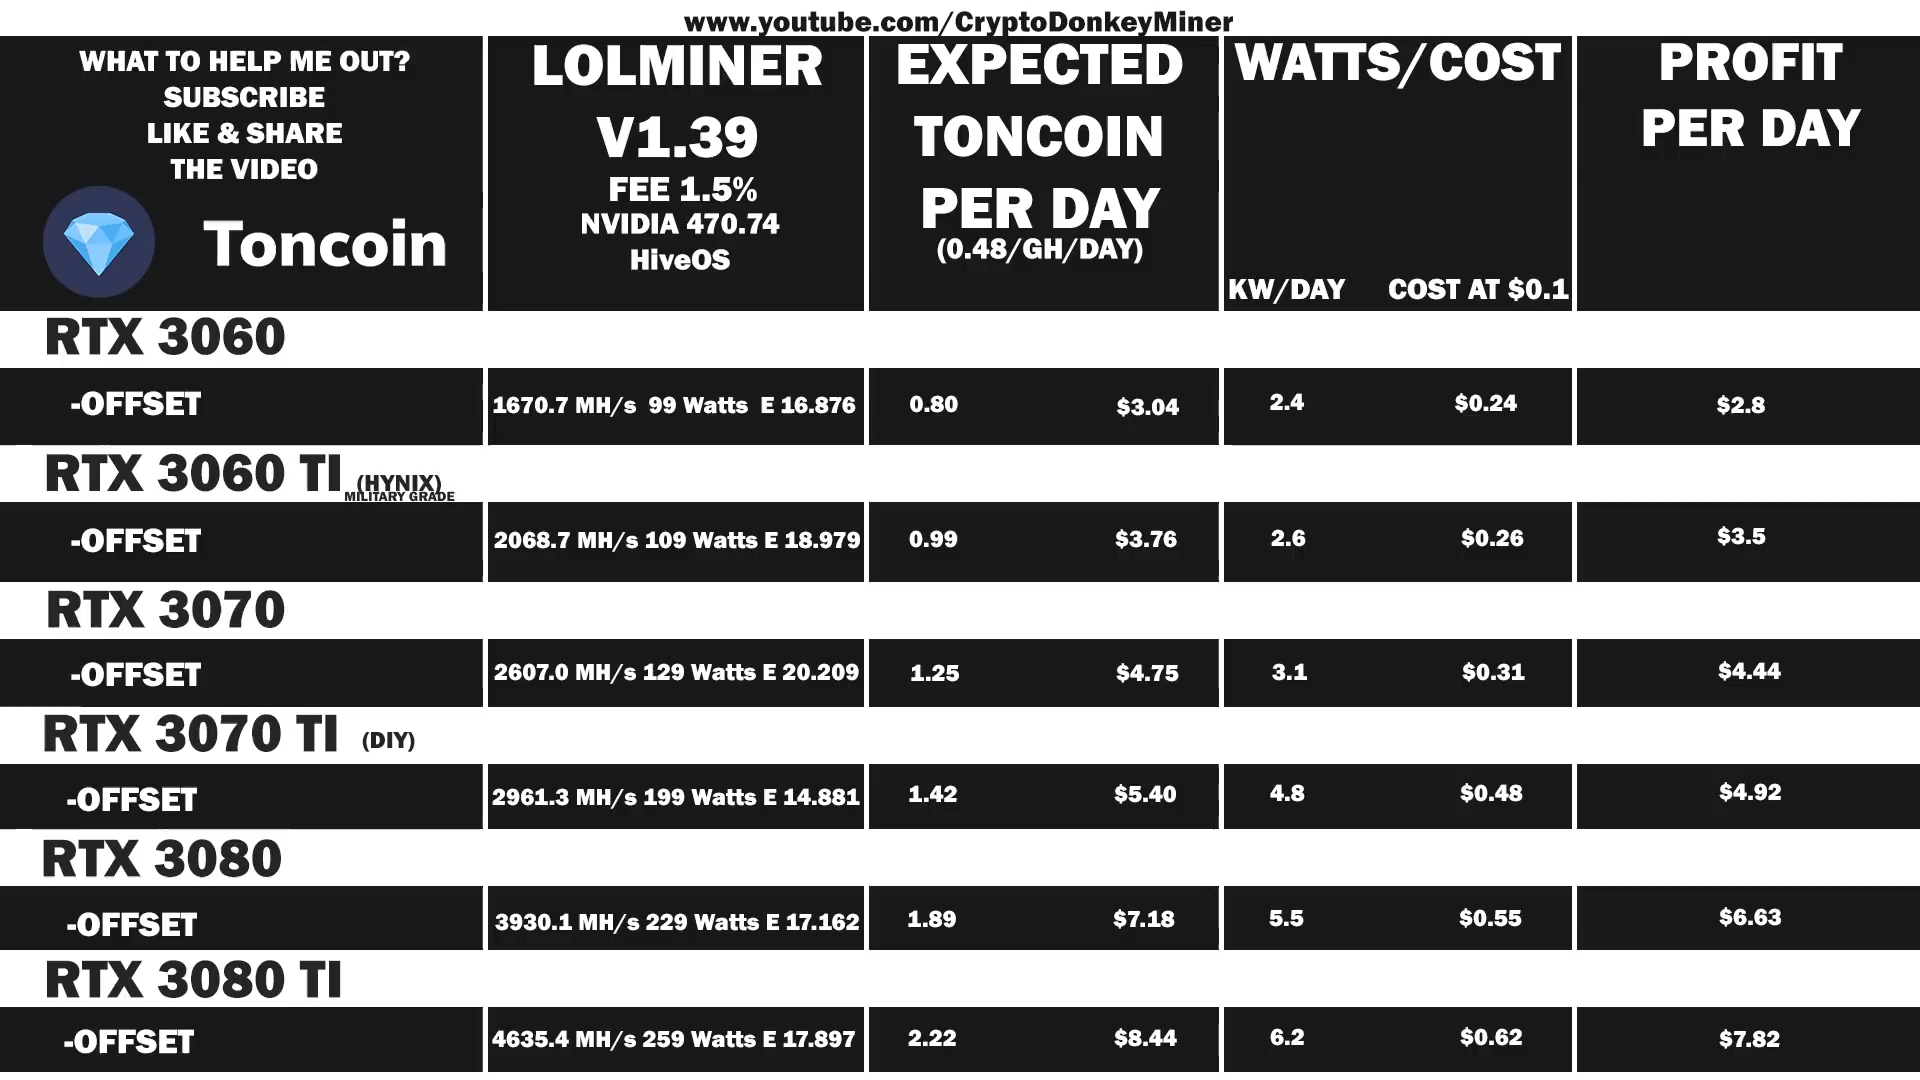 www.youtube.com/CryptoDonkeyMiner
WHAT TO HELP ME OUT?
SUBSCRIBE
LIKE & SHARE
THE VIDEO
Toncoin
LOLMINER
V1.39
FEE 1.5%
NVIDIA 470.74
HiveOS
EXPECTED
TONCOIN
PER DAY
(0.48/GH/DAY)
WATTS/COST
KW/DAY COST AT $0.1
PROFIT
PER DAY
RTX 3060
-OFFSET 1670.7 MH/s 99 Watts E 16.876 0.80 $3.04 2.4 $0.24 $2.8
RTX 3060 TI (HYNIX)
MILITARY GRADE
-OFFSET 2068.7 MH/s 109 Watts E 18.979 0.99 $3.76 2.6 $0.26 $3.5
RTX 3070
-OFFSET 2607.0 MH/s 129 Watts E 20.209 1.25 $4.75 3.1 $0.31 $4.44
RTX 3070 TI (DIY)
-OFFSET 2961.3 MH/s 199 Watts E 14.881 1.42 $5.40 4.8 $0.48 $4.92
RTX 3080
-OFFSET 3930.1 MH/s 229 Watts E 17.162 1.89 $7.18 5.5 $0.55 $6.63
RTX 3080 TI
-OFFSET 4635.4 MH/s 259 Watts E 17.897 2.22 $8.44 6.2 $0.62 $7.82